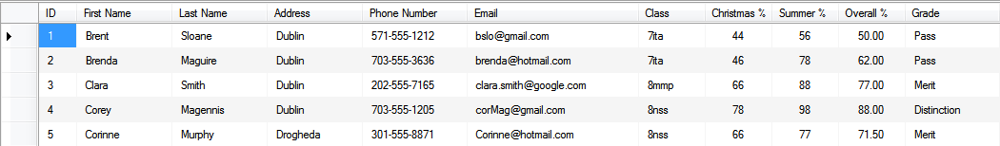 ID First Name Last Name Address Phone Number Email Class Christmas % Summer % Overall % Grade
1 Brent Sloane Dublin 571-555-1212 bslo@gmail.com 7ita 44 56 50.00 Pass
2 Brenda Maguire Dublin 703-555-3636 brenda@hotmail.com 7ita 46 78 62.00 Pass
3 Clara Smith Dublin 202-555-7165 clara.smith@google.com 8mmp 66 88 77.00 Merit
4 Corey Magennis Dublin 703-555-1205 corMag@gmail.com 8nss 78 98 88.00 Distinction
5 Corinne Murphy Drogheda 301-555-8871 Corinne@hotmail.com 8nss 66 77 71.50 Merit